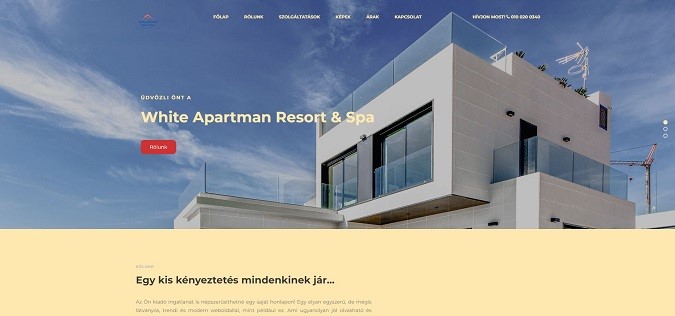 FŐLAP RÓLUNK SZOLGÁLTATÁSOK KÉPEK ÁRAK KAPCSOLAT HÍVJON MOST! 010 020 0340
ÜDVÖZLI ÖNT A
White Apartman Resort & Spa
Rólunk
RÓLUNK
Egy kis kényeztetés mindenkinek jár...
Az Ön kiadó ingatlanát is népszerűsíthetné egy saját honlapon! Egy olyan egyszerű, de mégis
látványos, trendi és modern weboldallal, mint például ez. Ami ugyanolyan jól olvasható és